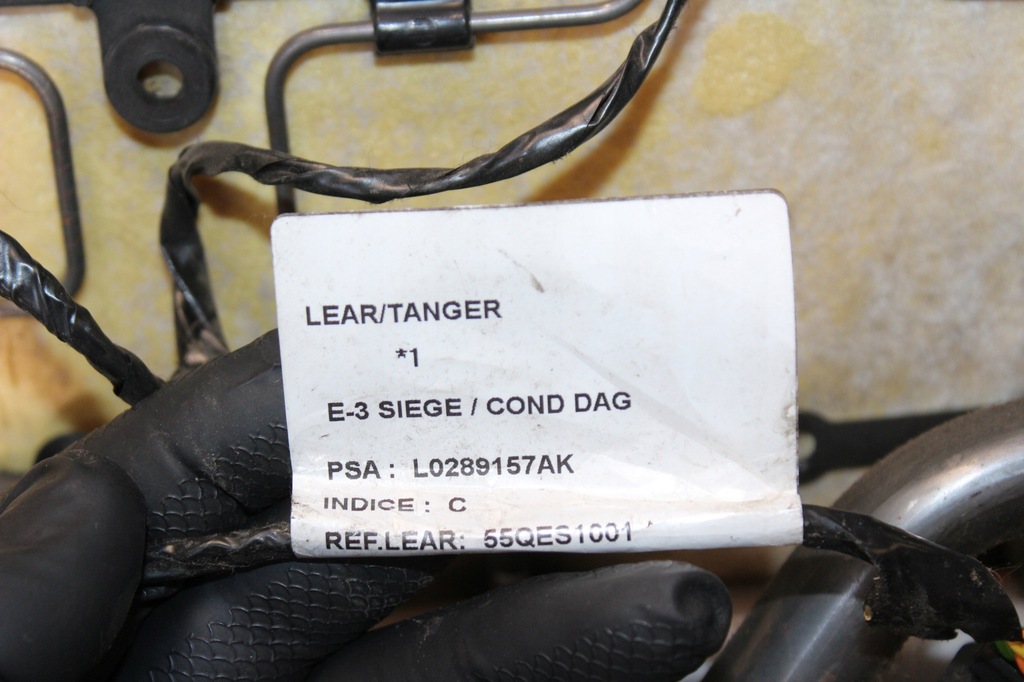 LEAR/TANGER
*1
E-3 SIEGE / COND DAG
PSA : L0289157AK
INDICE : C
REF.LEAR: 55QES1001